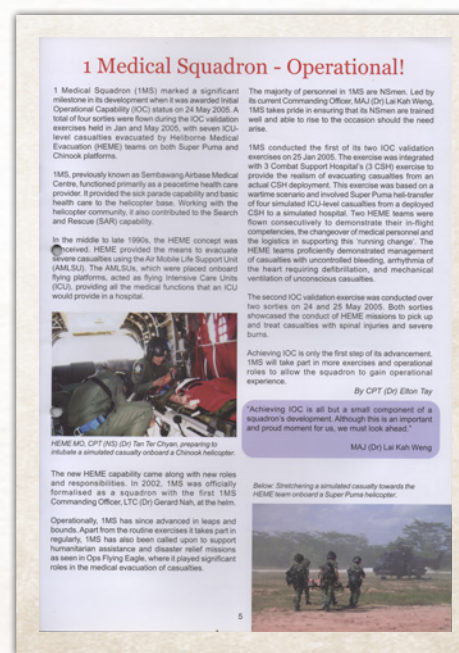 1 Medical Squadron - Operational!
1 Medical Squadron (1MS) marked a significant
milestone in its development when it was awarded Initial
Operational Capability (IOC) status on 24 May 2005. A
total of four sorties were flown during the IOC validation
exercises held in Jan and May 2005, with seven ICU-
level casualties evacuated by Heliborne Medical
Evacuation (HEME) teams on both Super Puma and
Chinook platforms.
1MS, previously known as Sembawang Airbase Medical
Centre, functioned primarily as a peacetime health care
provider. It provided the sick parade capability and basic
health care to the helicopter base. Working with the
helicopter community, it also contributed to the Search
and Rescue (SAR) capability.
In the middle to late 1990s, the HEME concept was
conceived. HEME provided the means to evacuate
severe casualties using the Air Mobile Life Support Unit
(AMLSU). The AMLSUs, which were placed onboard
flying platforms, acted as flying Intensive Care Units
(ICU), providing all the medical functions that an ICU
would provide in a hospital.
HEME MO, CPT (NS) (Dr) Tan Ter Chyan, preparing to
intubate a simulated casualty onboard a Chinook helicopter.
The new HEME capability came along with new roles
and responsibilities. In 2002, 1MS was officially
formalised as a squadron with the first 1MS
Commanding Officer, LTC (Dr) Gerard Nah, at the helm.
Operationally, 1MS has since advanced in leaps and
bounds. Apart from the routine exercises it takes part in
regularly, 1MS has also been called upon to support
humanitarian assistance and disaster relief missions
as seen in Ops Flying Eagle, where it played significant
roles in the medical evacuation of casualties.
The majority of personnel in 1MS are NSmen. Led by
its current Commanding Officer, MAJ (Dr) Lai Kah Weng,
1MS takes pride in ensuring that its NSmen are trained
well and able to rise to the occasion should the need
arise.
1MS conducted the first of its two IOC validation
exercises on 25 Jan 2005. The exercise was integrated
with 3 Combat Support Hospital's (3 CSH) exercise to
provide the realism of evacuating casualties from an
actual CSH deployment. This exercise was based on a
wartime scenario and involved Super Puma heli-transfer
of four simulated ICU-level casualties from a deployed
CSH to a simulated hospital. Two HEME teams were
flown consecutively to demonstrate their in-flight
competencies, the changeover of medical personnel and
the logistics in supporting this 'running change'. The
HEME teams proficiently demonstrated management
of casualties with uncontrolled bleeding, arrhythmia of
the heart requiring defibrillation, and mechanical
ventilation of unconscious casualties.
The second IOC validation exercise was conducted over
two sorties on 24 and 25 May 2005. Both sorties
showcased the conduct of HEME missions to pick up
and treat casualties with spinal injuries and severe
burns.
Achieving IOC is only the first step of its advancement.
1MS will take part in more exercises and operational
roles to allow the squadron to gain operational
experience.
By CPT (Dr) Elton Tay
"Achieving IOC is all but a small component of a
squadron's development. Although this is an important
and proud moment for us, we must look ahead."
MAJ (Dr) Lai Kah Weng
Below: Stretchering a simulated casualty towards the
HEME team onboard a Super Puma helicopter.
5